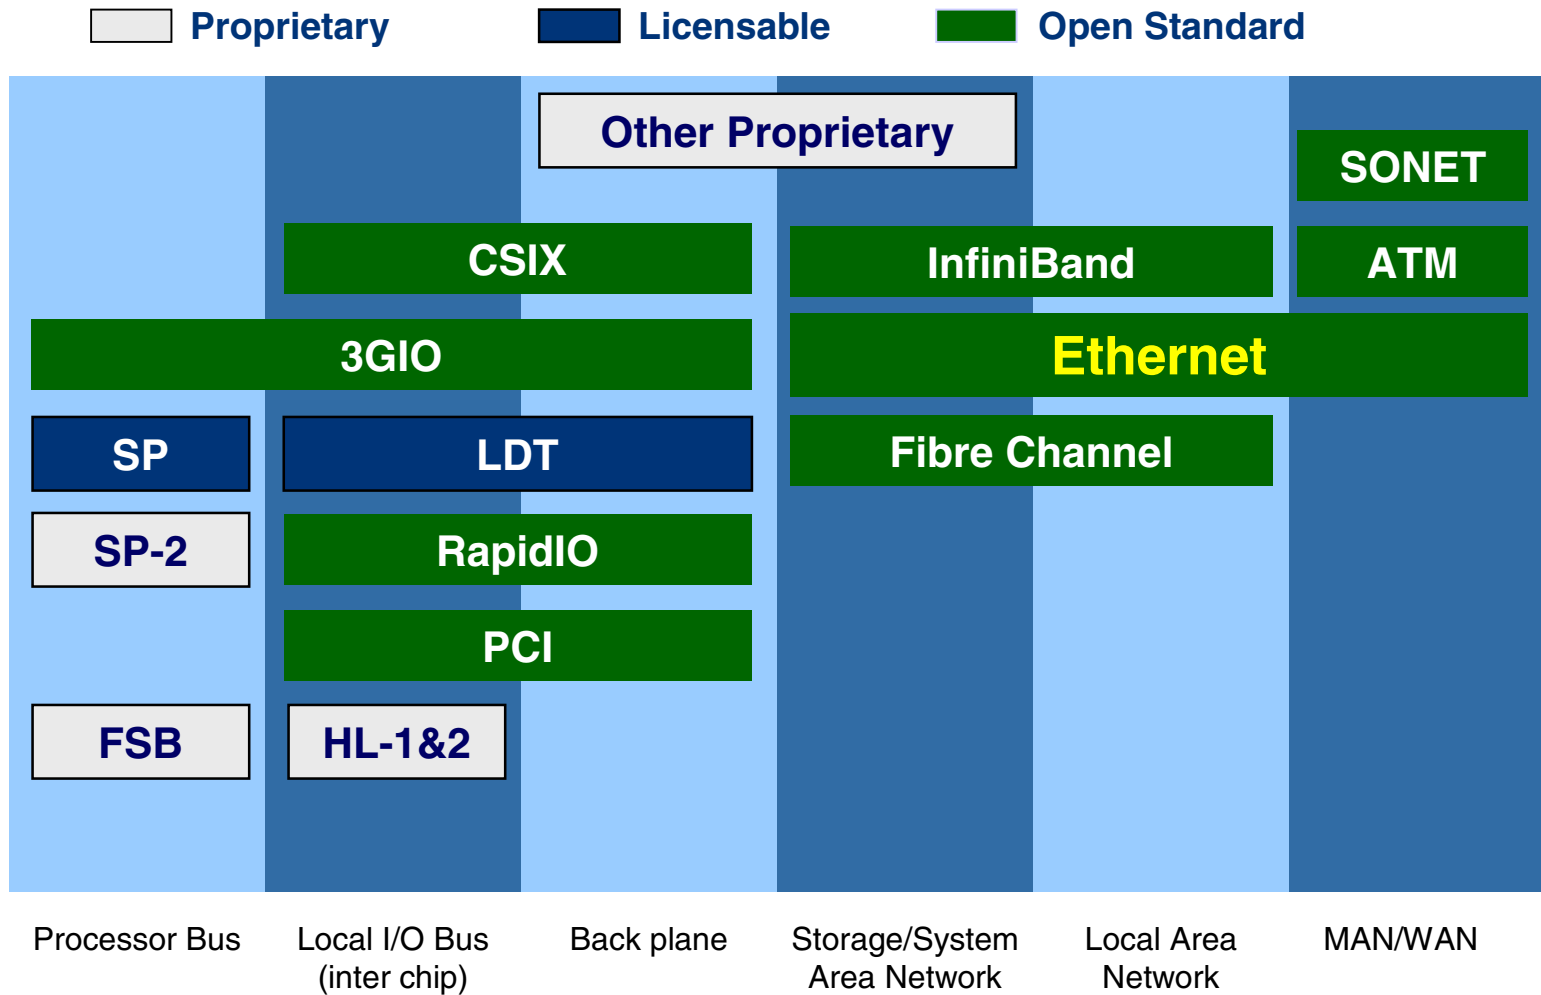 Proprietary
Licensable
Open Standard
Other Proprietary
SONET
CSIX
InfiniBand
ATM
3GIO
Ethernet
SP
LDT
Fibre Channel
SP-2
RapidIO
PCI
FSB
HL-1&2
Processor Bus
Local I/O Bus
(inter chip)
Back plane
Storage/System
Area Network
Local Area
Network
MAN/WAN